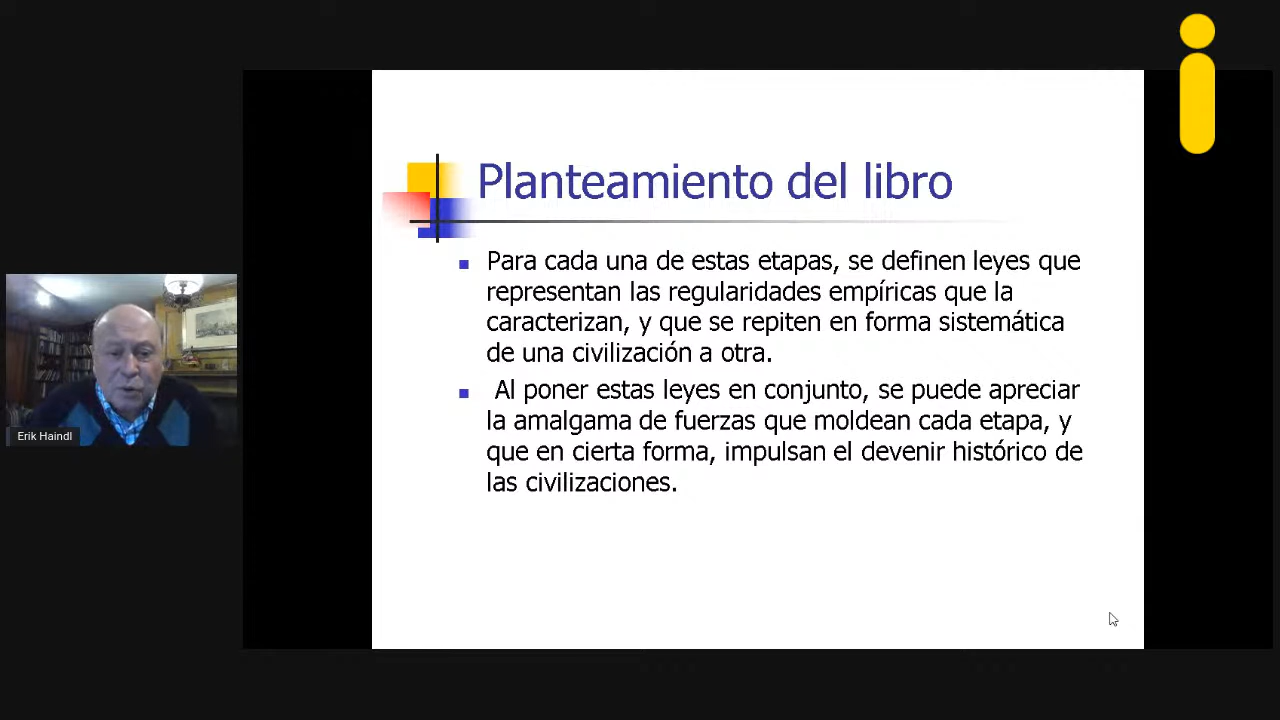 Planteamiento del libro
Para cada una de estas etapas, se definen leyes que
representan las regularidades empíricas que la
caracterizan, y que se repiten en forma sistemática
de una civilización a otra.
Al poner estas leyes en conjunto, se puede apreciar
la amalgama de fuerzas que moldean cada etapa, y
que en cierta forma, impulsan el devenir histórico de
las civilizaciones.
Erik Haindl